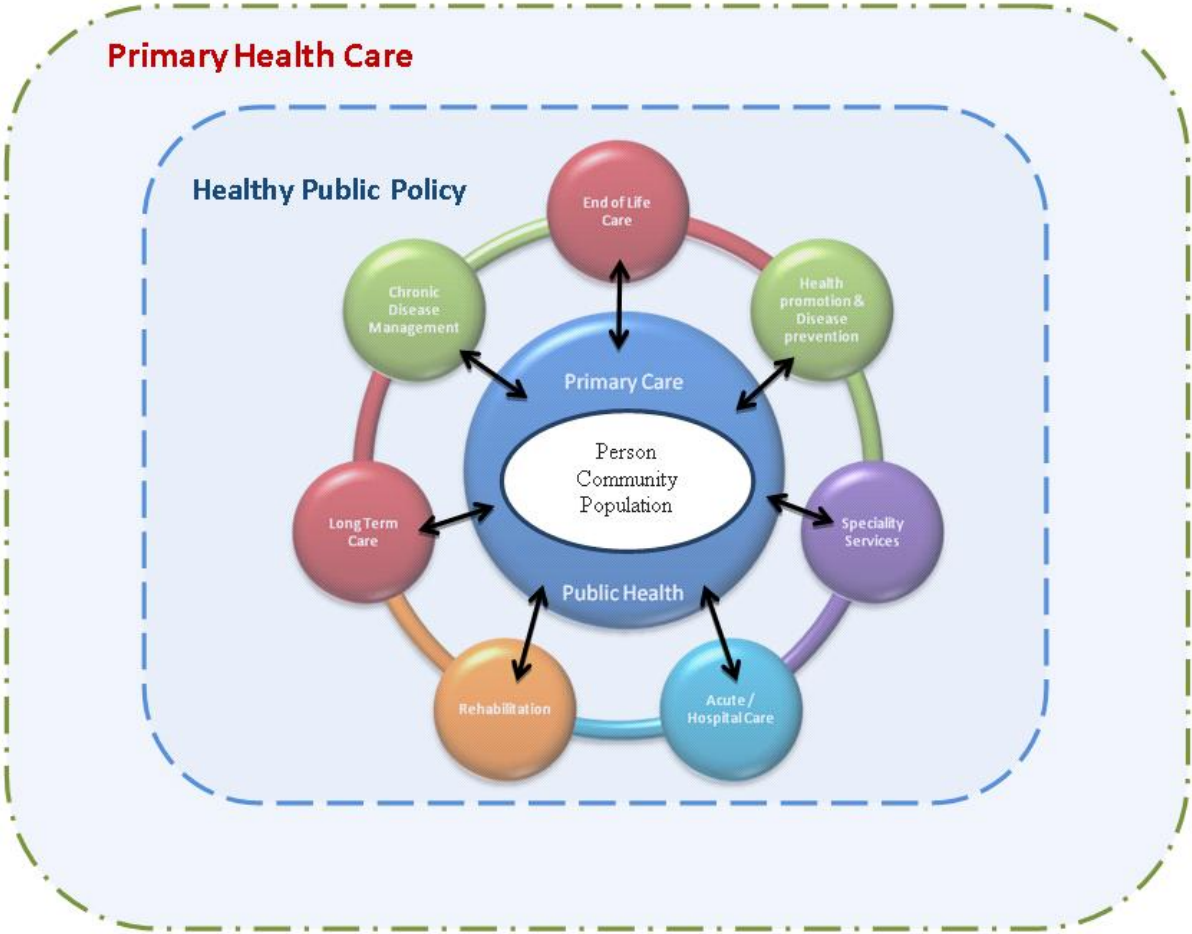 Primary Health Care
Healthy Public Policy
End of Life
Care
Health
promotion &
Disease
prevention
Chronic
Disease
Management
Primary Care
Person
Community
Population
Long Term
Care
Speciality
Services
Public Health
Rehabilitation
Acute /
Hospital Care